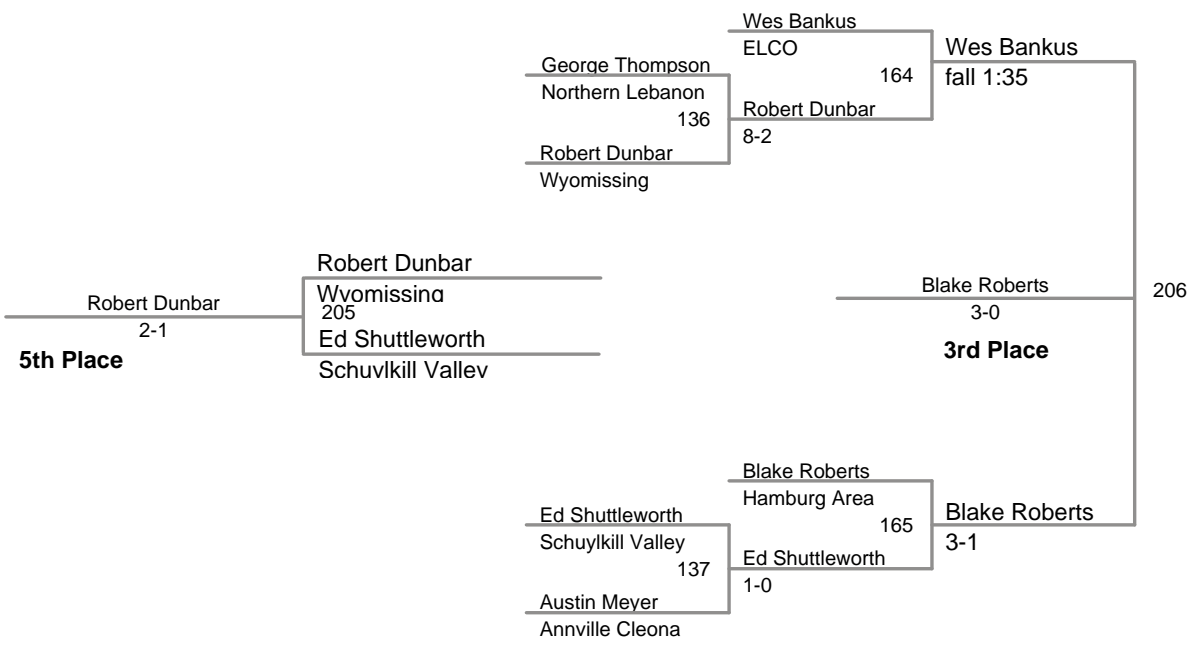 Wes Bankus
ELCO
164
Wes Bankus
fall 1:35
George Thompson
Northern Lebanon
136
Robert Dunbar
8-2
Robert Dunbar
Wyomissing
Robert Dunbar
Wyomissing
205
Robert Dunbar
2-1
5th Place
Ed Shuttleworth
Schuylkill Valley
Blake Roberts
3-0
3rd Place
206
Blake Roberts
Hamburg Area
165
Blake Roberts
3-1
Ed Shuttleworth
Schuylkill Valley
137
Ed Shuttleworth
1-0
Austin Meyer
Annville Cleona